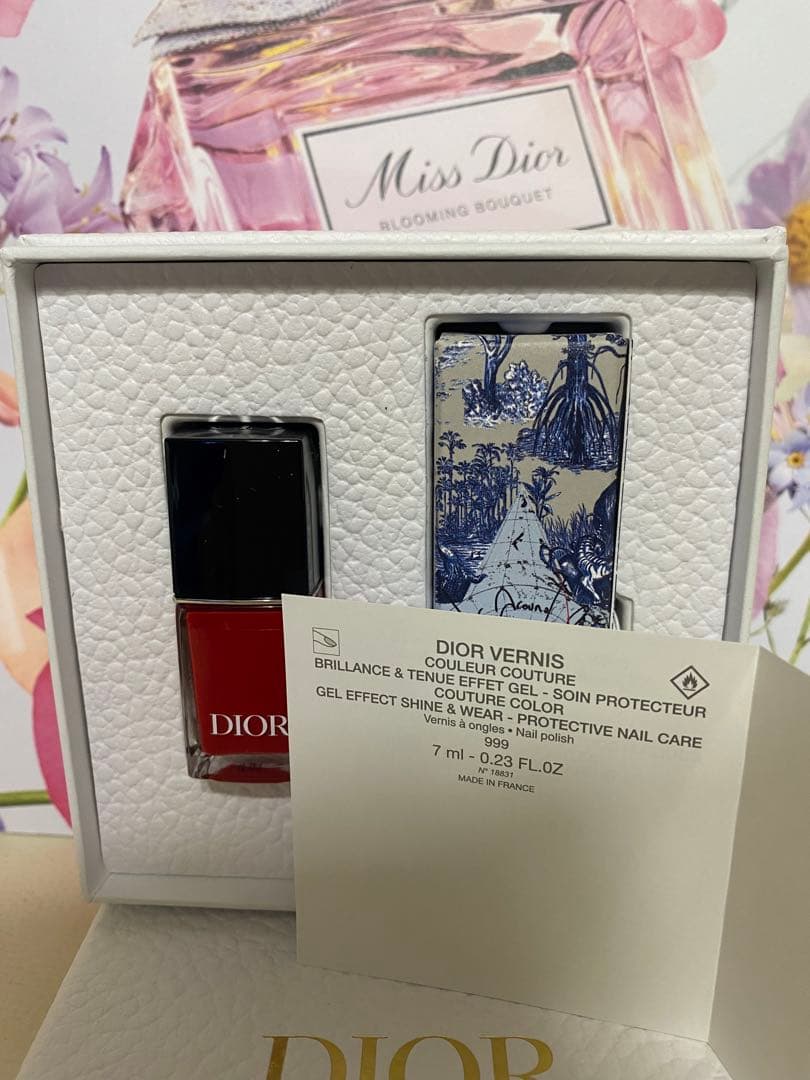 Miss Dior
BLOOMING BOUQUET
Around
DIOR
DIOR VERNIS
COULEUR COUTURE
BRILLANCE & TENUE EFFET GEL - SOIN PROTECTEUR
COUTURE COLOR
GEL EFFECT SHINE & WEAR - PROTECTIVE NAIL CARE
Vernis à ongles • Nail polish
999
7 ml - 0.23 FL.OZ
N° 18831
MADE IN FRANCE
DIOR